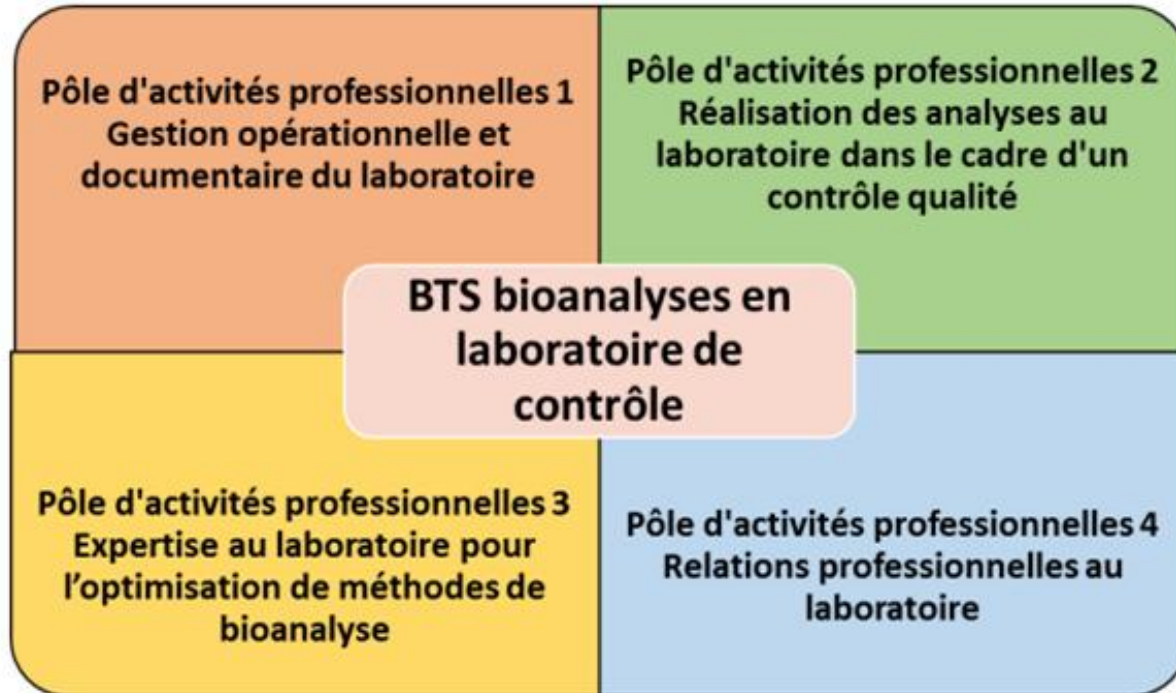 Pôle d'activités professionnelles 1
Gestion opérationnelle et
documentaire du laboratoire
Pôle d'activités professionnelles 2
Réalisation des analyses au
laboratoire dans le cadre d'un
contrôle qualité
BTS bioanalyses en
laboratoire de
contrôle
Pôle d'activités professionnelles 3
Expertise au laboratoire pour
l’optimisation de méthodes de
bioanalyse
Pôle d'activités professionnelles 4
Relations professionnelles au
laboratoire